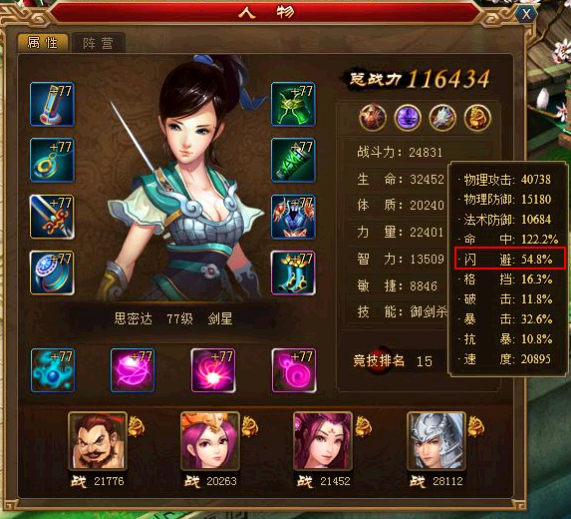 人 物
X
属性 阵营
总战力 116434
+77 +77
+77 +77
+77 +77
+77 +77
思密达 77级 剑星
+77 +77 +77 +77
战斗力: 24831
生 命: 32452
体 质: 20240
力 量: 22401
智 力: 13509
敏 捷: 8846
技 能: 御剑杀
竞技排名 15
·物理攻击: 40738
·物理防御: 15180
·法术防御: 10684
·命 中: 122.2%
·闪 避: 54.8%
·格 挡: 16.3%
·破 击: 11.8%
·暴 击: 32.6%
·抗 暴: 10.8%
·速 度: 20895
战 21776 战 20263 战 21452 战 28112